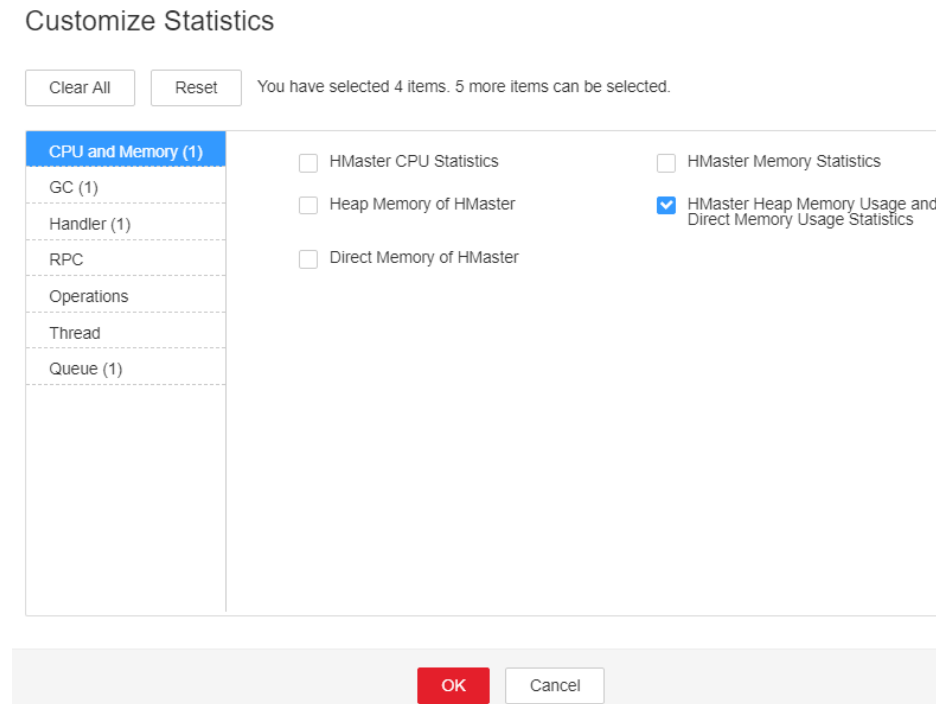 Customize Statistics
Clear All
Reset
You have selected 4 items. 5 more items can be selected.
CPU and Memory (1)
GC (1)
Handler (1)
RPC
Operations
Thread
Queue (1)
HMaster CPU Statistics
HMaster Memory Statistics
Heap Memory of HMaster
HMaster Heap Memory Usage and
Direct Memory Usage Statistics
Direct Memory of HMaster
OK
Cancel